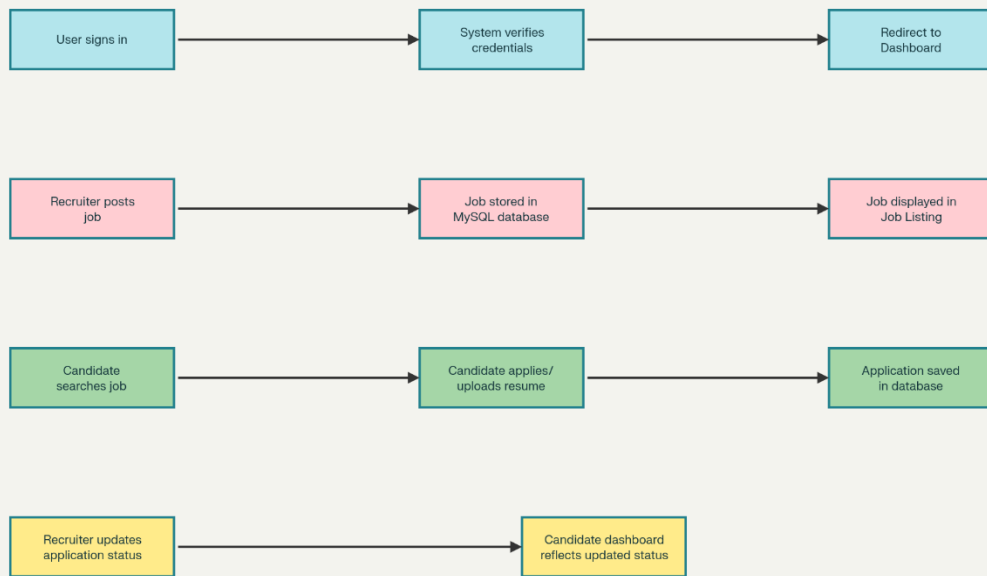 User signs in
System verifies
credentials
Redirect to
Dashboard
Recruiter posts
job
Job stored in
MySQL database
Job displayed in
Job Listing
Candidate
searches job
Candidate applies/
uploads resume
Application saved
in database
Recruiter updates
application status
Candidate dashboard
reflects updated status